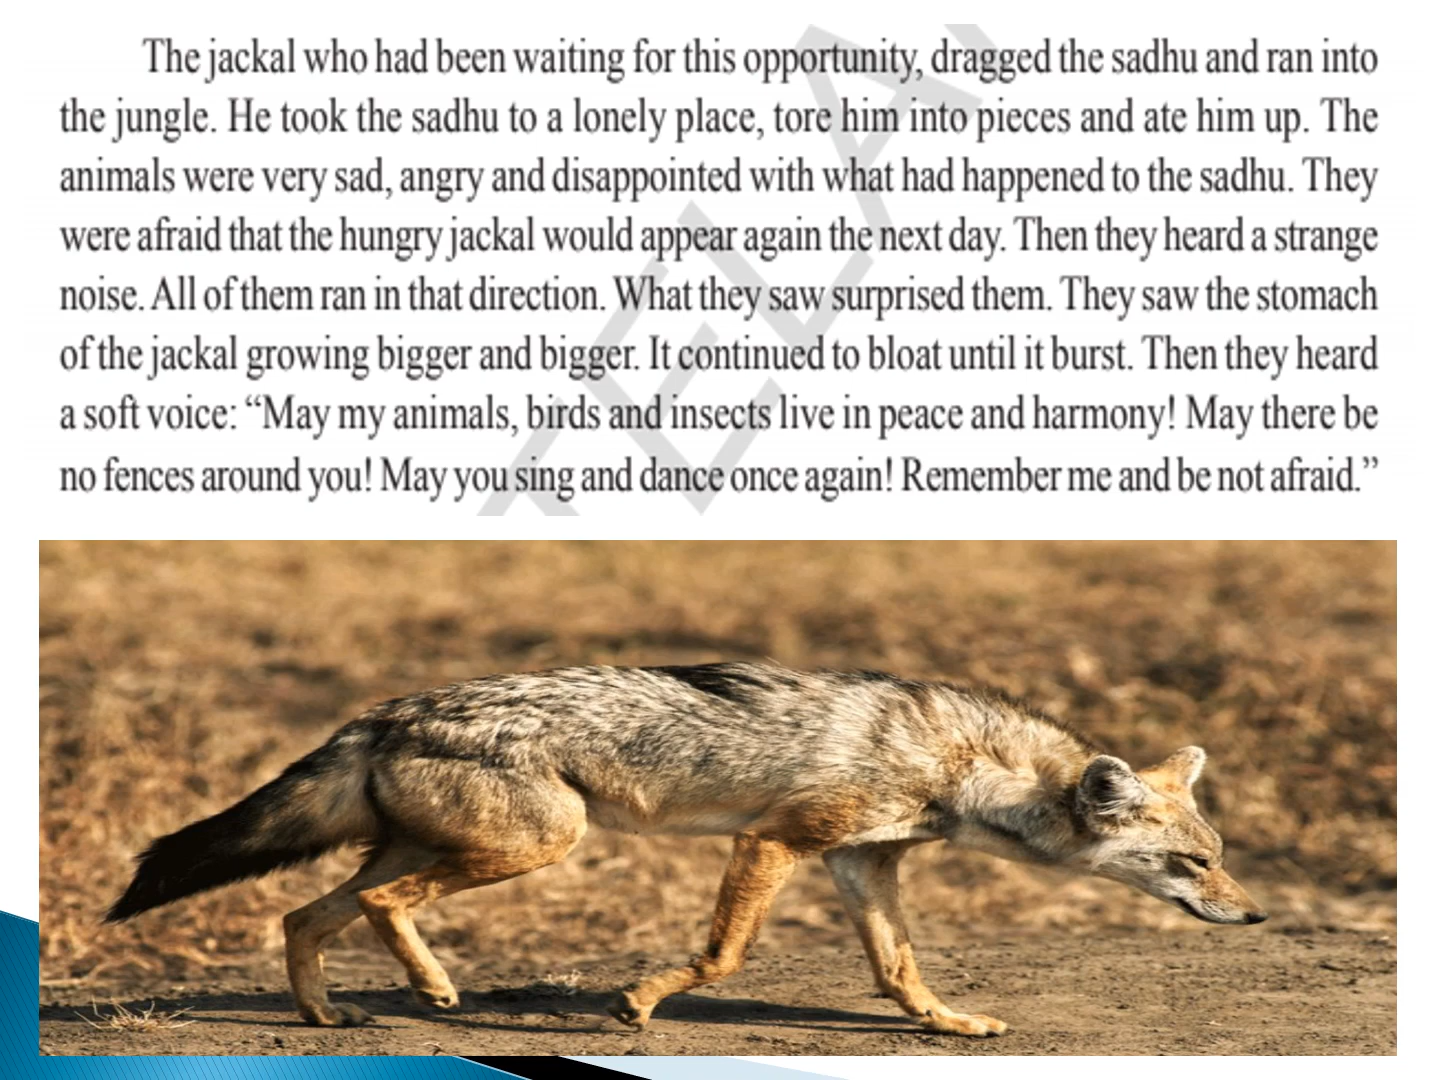 The jackal who had been waiting for this opportunity, dragged the sadhu and ran into
the jungle. He took the sadhu to a lonely place, tore him into pieces and ate him up. The
animals were very sad, angry and disappointed with what had happened to the sadhu. They
were afraid that the hungry jackal would appear again the next day. Then they heard a strange
noise. All of them ran in that direction. What they saw surprised them. They saw the stomach
of the jackal growing bigger and bigger. It continued to bloat until it burst. Then they heard
a soft voice: “May my animals, birds and insects live in peace and harmony! May there be
no fences around you! May you sing and dance once again! Remember me and be not afraid.”